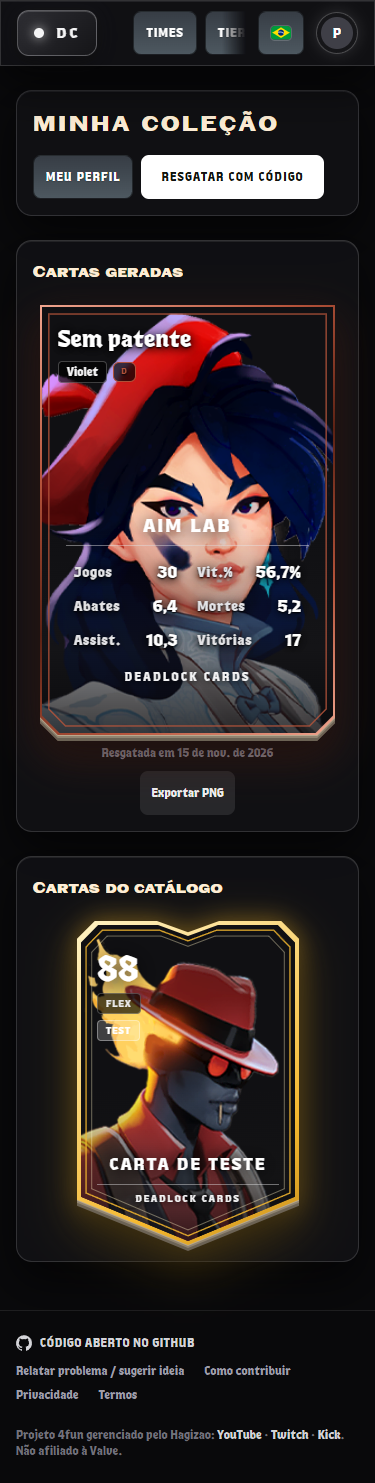 DC
TIMES
TIER
P
MINHA COLEÇÃO
MEU PERFIL
RESGATAR COM CÓDIGO
CARTAS GERADAS
Sem patente
Violet
D
AIM LAB
Jogos 30 Vit.% 56,7%
Abates 6,4 Mortes 5,2
Assist. 10,3 Vitórias 17
DEADLOCK CARDS
Resgatada em 15 de nov. de 2026
Exportar PNG
CARTAS DO CATÁLOGO
88
FLEX
TEST
CARTA DE TESTE
DEADLOCK CARDS
CÓDIGO ABERTO NO GITHUB
Relatar problema / sugerir ideia Como contribuir
Privacidade Termos
Projeto 4fun gerenciado pelo Hagizao: YouTube · Twitch · Kick.
Não afiliado à Valve.